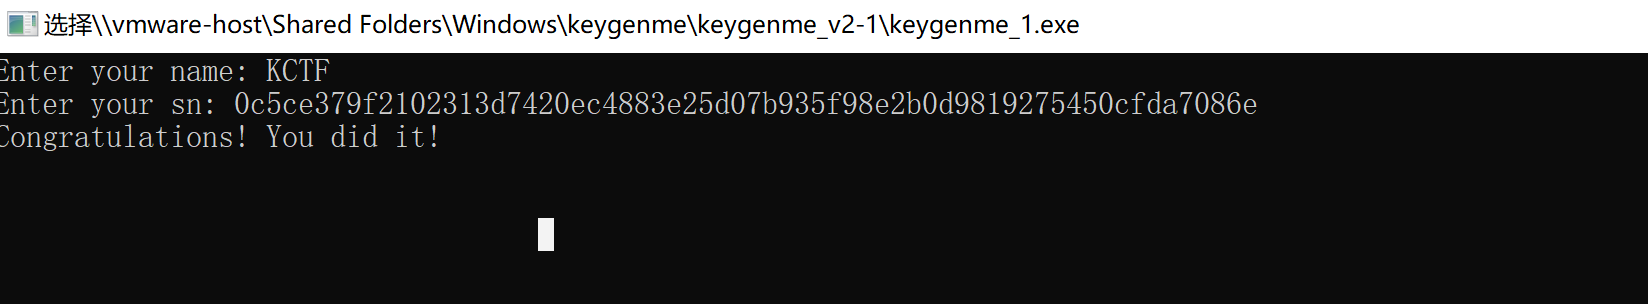 选择\\vmware-host\Shared Folders\Windows\keygenme\keygenme_v2-1\keygenme_1.exe
Enter your name: KCTF
Enter your sn: 0c5ce379f2102313d7420ec4883e25d07b935f98e2b0d9819275450cfda7086e
Congratulations! You did it!